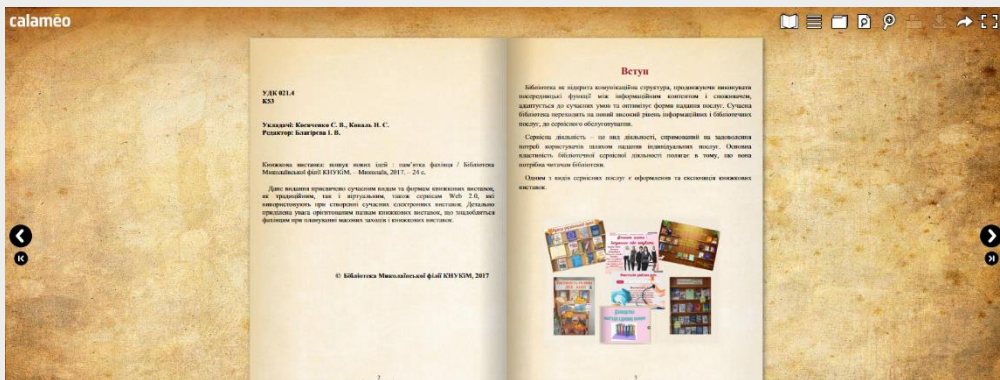 calamēo
УДК 021.4
К53
Укладачі: Косяченко С. В., Коваль Н. С.
Редактор: Благірєва І. В.
Книжкова виставка: пошук нових ідей : пам'ятка фахівця / Бібліотека
Миколаївської філії КНУКіМ. – Миколаїв, 2017. – 24 с.
Дане видання присвячено сучасним видам та формам книжкових виставок,
як традиційним, так і віртуальним, також сервісам Web 2.0, які
використовують при створенні сучасних електронних виставок. Детально
приділена увага орієнтовним назвам книжкових виставок, що знадобляться
фахівцям при плануванні масових заходів і книжкових виставок.
© Бібліотека Миколаївської філії КНУКіМ, 2017
2
Вступ
Бібліотека як відкрита комунікаційна структура, продовжуючи виконувати
посередницькі функції між інформаційним контентом і споживачем,
адаптується до сучасних умов та оптимізує форми надання послуг. Сучасна
бібліотека переходить на новий високий рівень інформаційних і бібліотечних
послуг, до сервісного обслуговування.
Сервісна діяльність – це вид діяльності, спрямований на задоволення
потреб користувачів шляхом надання індивідуальних послуг. Основна
властивість бібліотечної сервісної діяльності полягає в тому, що вона
потрібна читачам бібліотеки.
Одним з видів сервісних послуг є оформлення та експозиція книжкових
виставок.
3